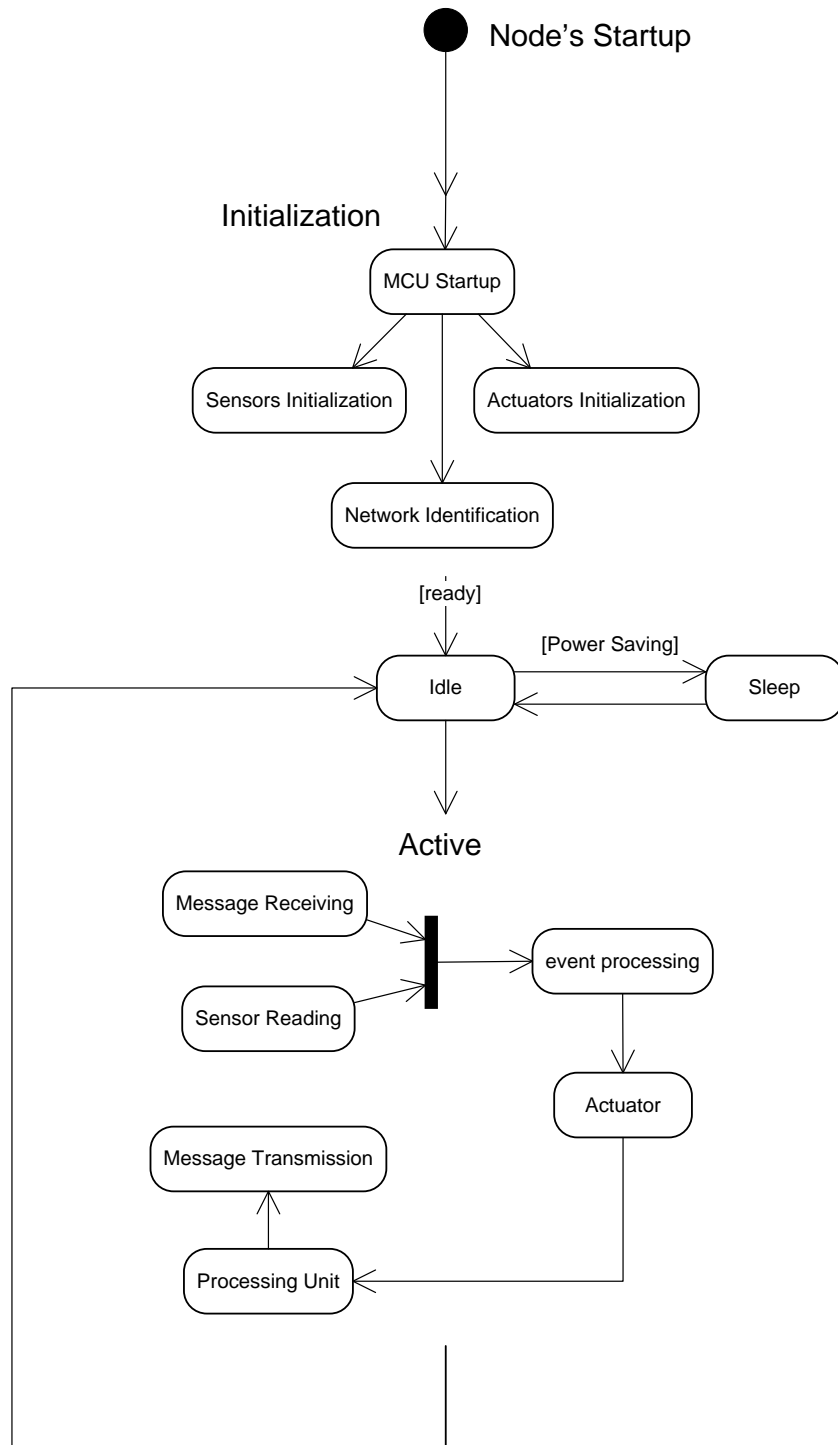 Node's Startup
Initialization
MCU Startup
Sensors Initialization
Actuators Initialization
Network Identification
[ready]
[Power Saving]
Idle
Sleep
Active
Message Receiving
event processing
Sensor Reading
Actuator
Message Transmission
Processing Unit